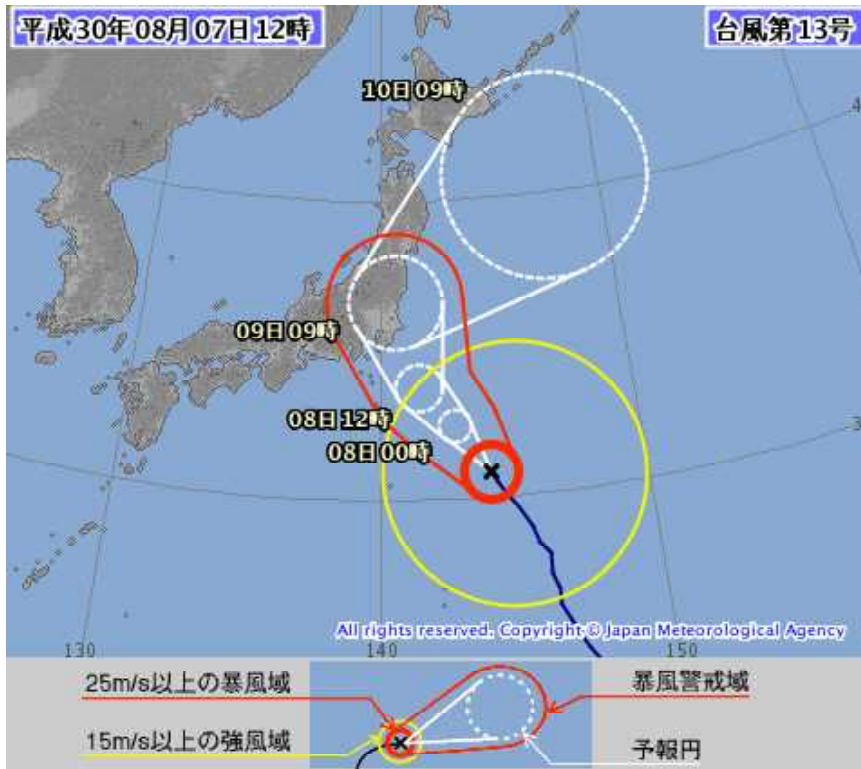 平成30年08月07日12時
台風第13号
10日09時
09日09時
08日12時
08日00時
All rights reserved. Copyright © Japan Meteorological Agency
130
140
150
25m/s以上の暴風域
暴風警戒域
15m/s以上の強風域
予報円